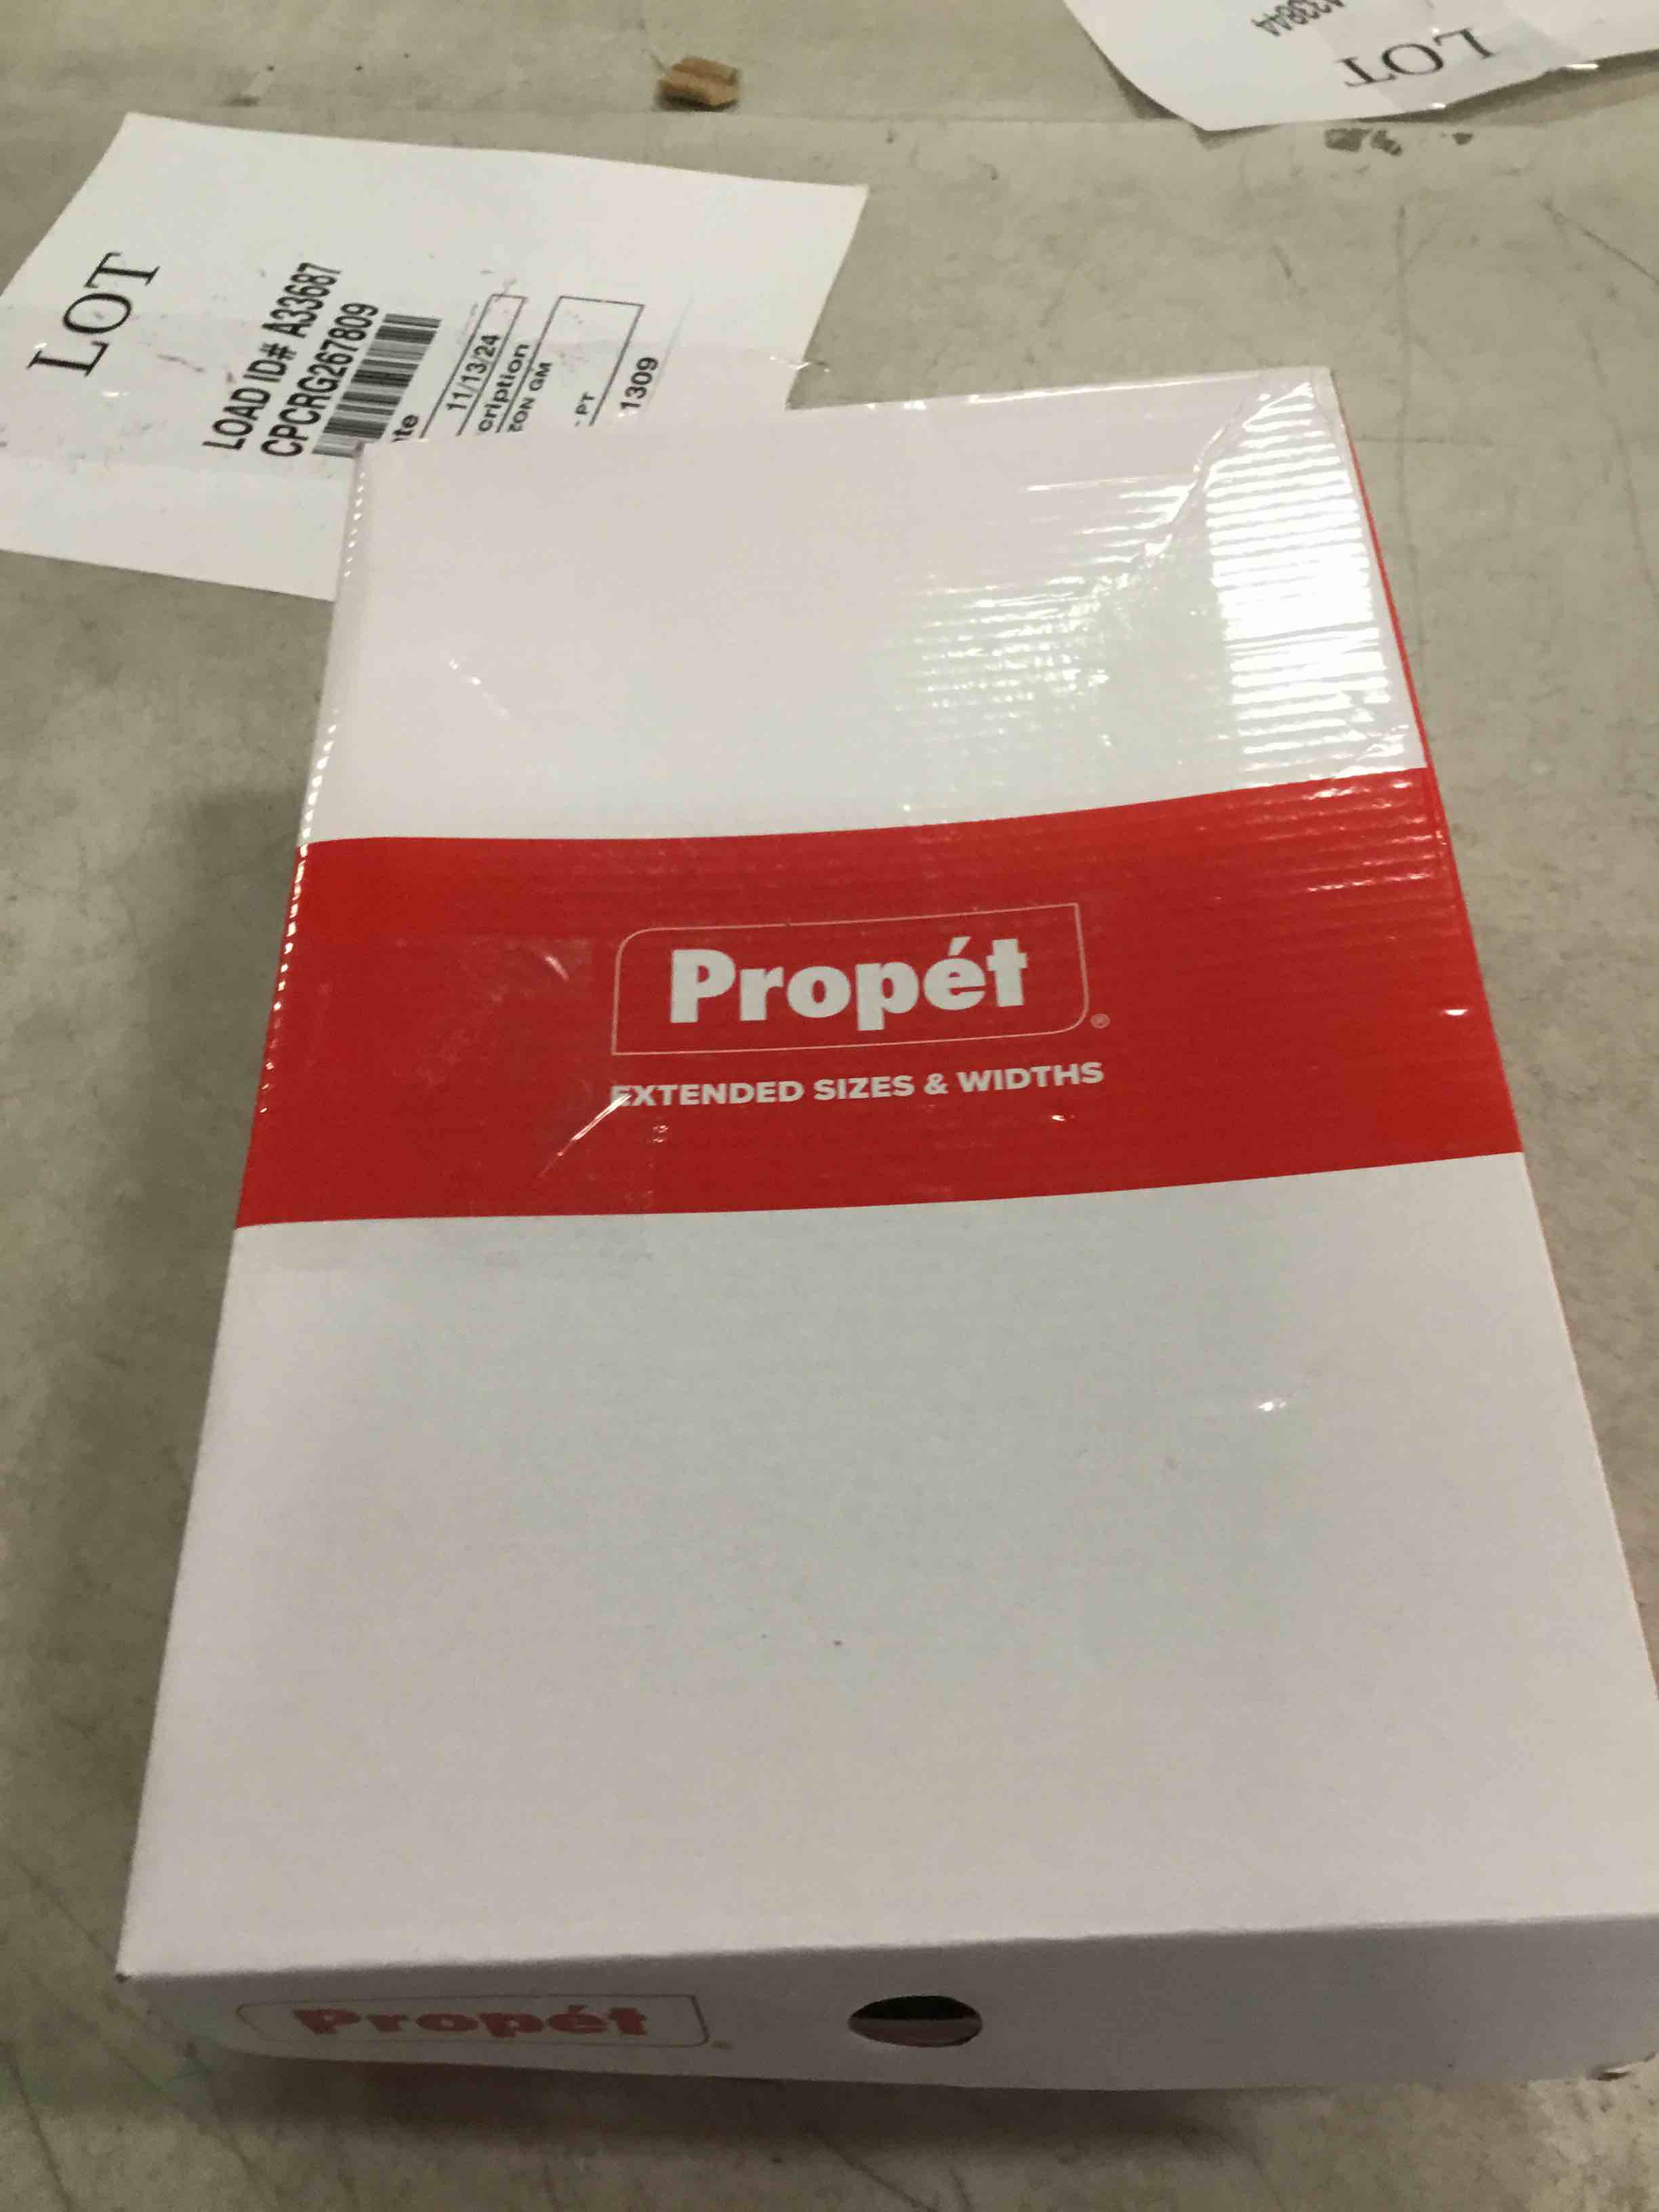 LOT
LOAD ID# A33687
CPCRG267809
te
11/13/24
cription
ZON GM
- PT
1309
LOT
Propét
®
EXTENDED SIZES & WIDTHS
Propét